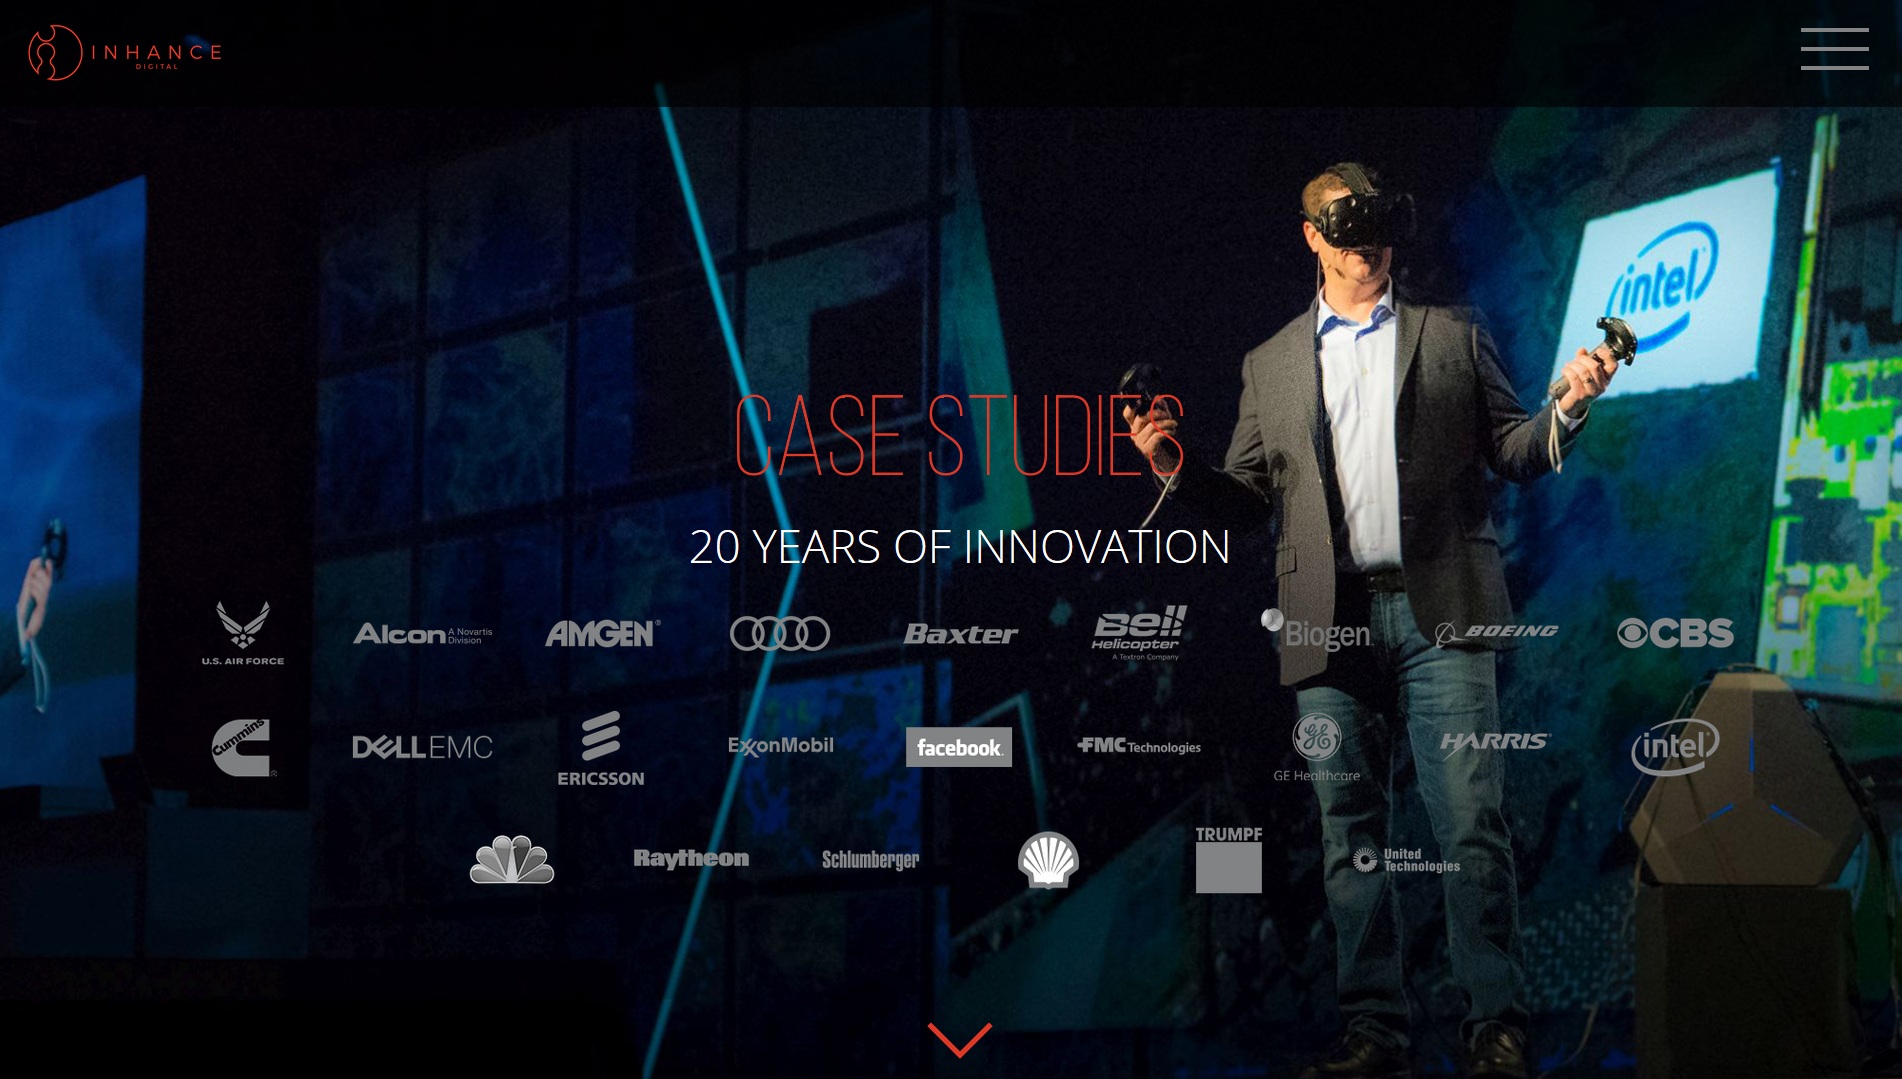 INHANCE
DIGITAL
intel
CASE STUDIES
20 YEARS OF INNOVATION
U.S. AIR FORCE
Alcon A Novartis Division
AMGEN®
Baxter
Bell Helicopter
A Textron Company
Biogen
BOEING
CBS
Cummins®
DELLEMC
ERICSSON
ExxonMobil
facebook
FMC Technologies
GE
GE Healthcare
HARRIS®
intel
Raytheon
Schlumberger
TRUMPF
United Technologies